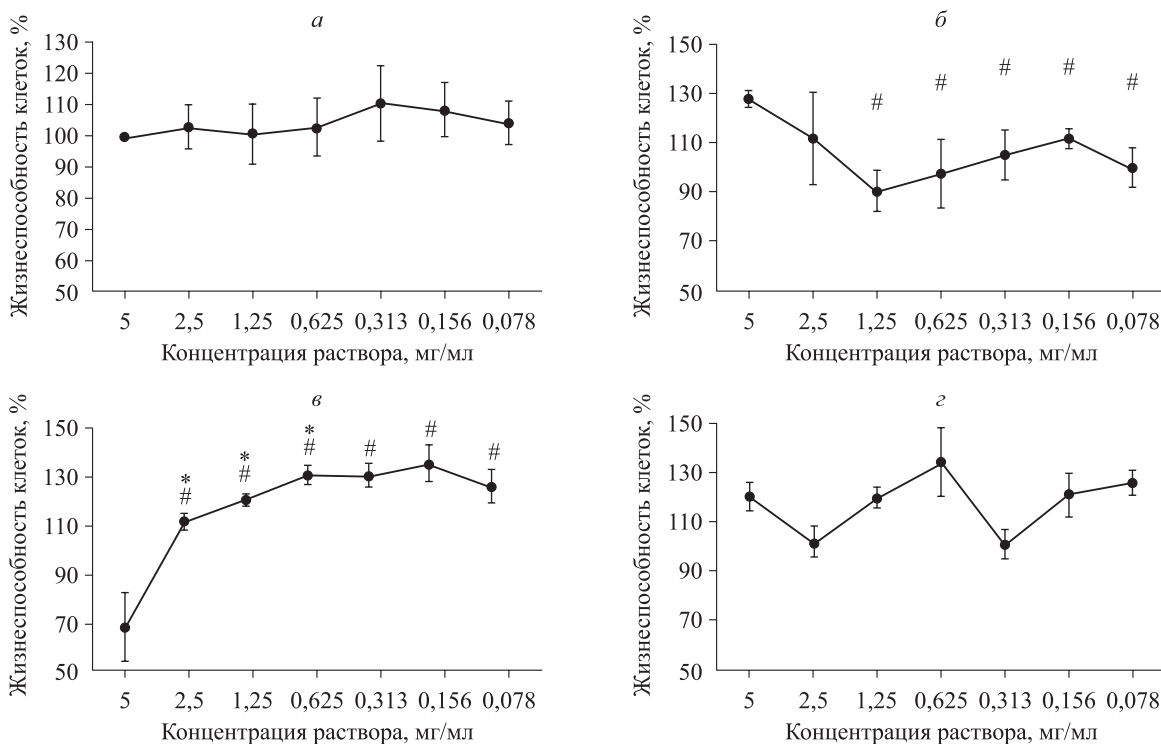 а
Жизнеспособность клеток, %
130
120
110
100
90
80
70
60
50
5 2,5 1,25 0,625 0,313 0,156 0,078
Концентрация раствора, мг/мл
б
Жизнеспособность клеток, %
150
130
110
90
70
50
# # # # #
5 2,5 1,25 0,625 0,313 0,156 0,078
Концентрация раствора, мг/мл
в
Жизнеспособность клеток, %
150
130
110
90
70
50
* * *
# # # # # #
5 2,5 1,25 0,625 0,313 0,156 0,078
Концентрация раствора, мг/мл
г
Жизнеспособность клеток, %
150
130
110
90
70
50
5 2,5 1,25 0,625 0,313 0,156 0,078
Концентрация раствора, мг/мл